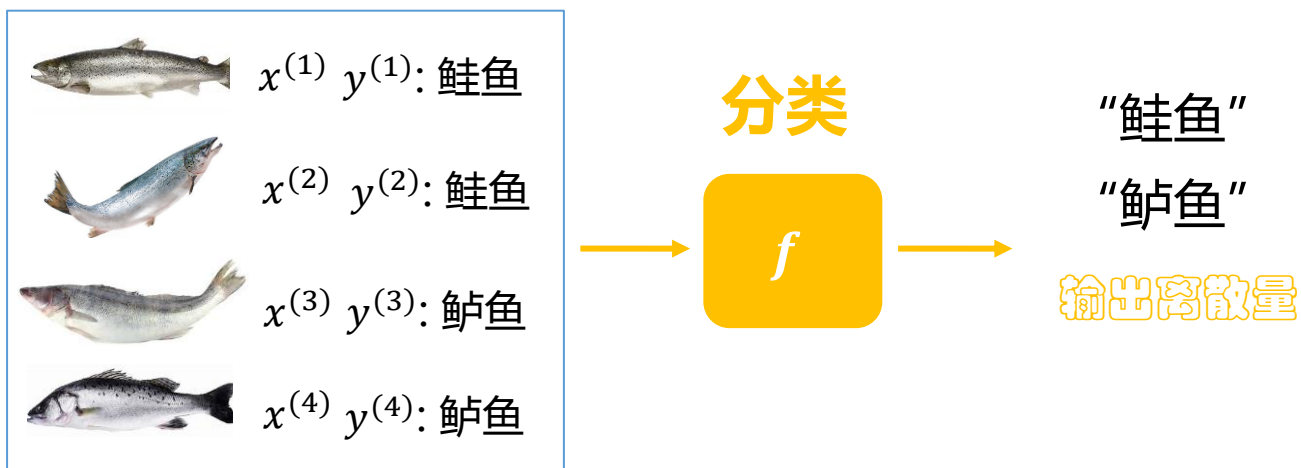 x^(1) y^(1): 鲑鱼
x^(2) y^(2): 鲑鱼
x^(3) y^(3): 鲈鱼
x^(4) y^(4): 鲈鱼
分类
f
“鲑鱼”
“鲈鱼”
输出离散量